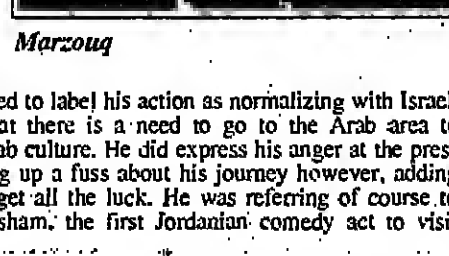 Marzouq
ed to label his action as normalizing with Israel
at there is a need to go to the Arab area t
ab culture. He did express his anger at the pres
g up a fuss about his journey however, adding
get all the luck. He was referring of course to
sham, the first Jordanian comedy act to visi